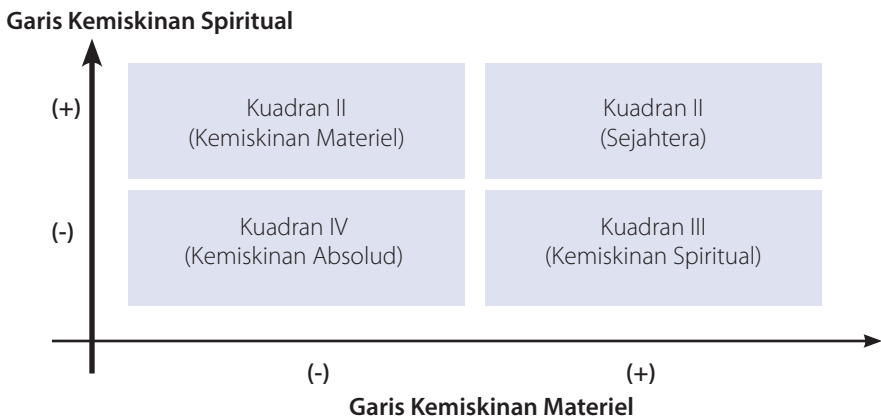 Garis Kemiskinan Spiritual
(+)
Kuadran II
(Kemiskinan Materiel)
Kuadran II
(Sejahtera)
(-)
Kuadran IV
(Kemiskinan Absolud)
Kuadran III
(Kemiskinan Spiritual)
(-)
(+)
Garis Kemiskinan Materiel